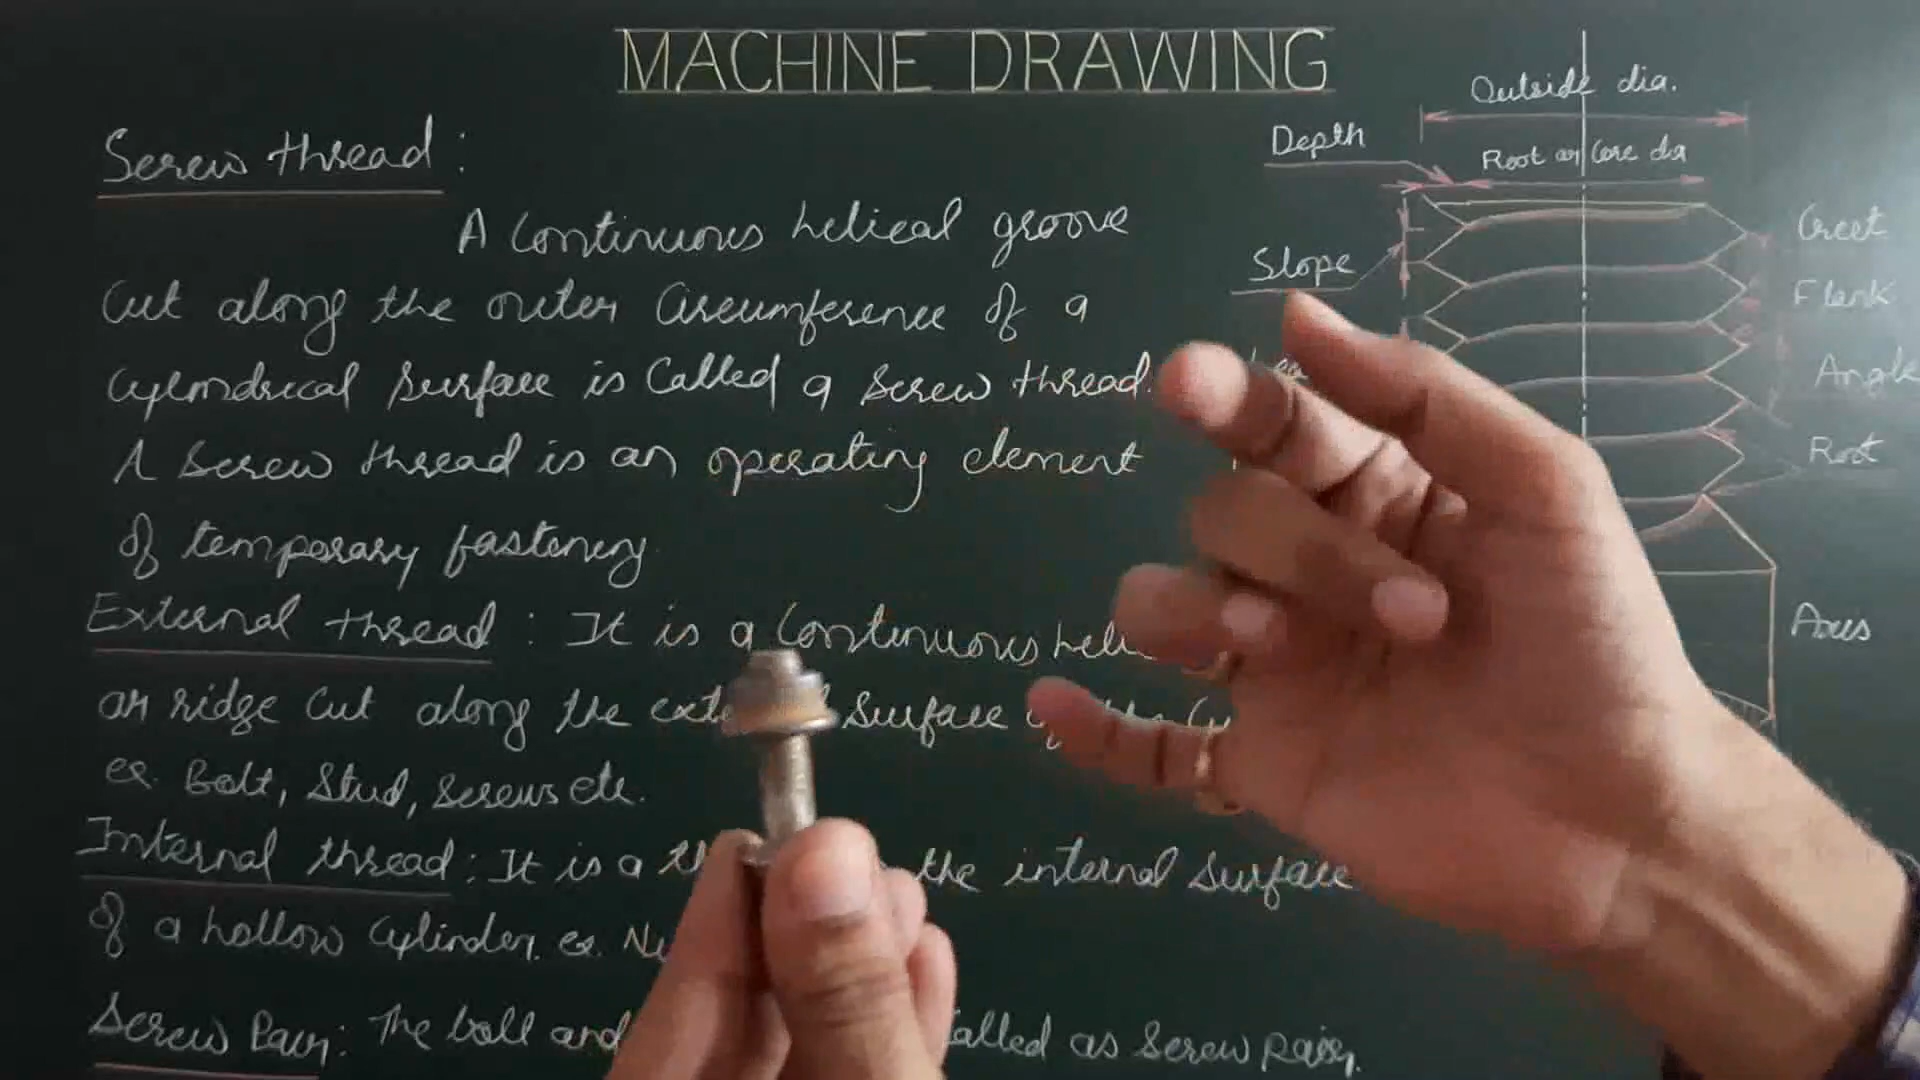 MACHINE DRAWING
Screw thread :
A Continuous helical groove
Cut along the outer Circumference of a
Cylindrical Surface is Called a Screw thread.
A Screw thread is an operating element
of temporary fastening
External thread : It is a Continuous
or ridge Cut along the Surface
ex. Bolt, Stud, Screws etc.
Internal thread : It is a the internal Surface
of a hollow Cylinder. ex.
Screw Pair : The bolt and Called as Screw pair.
Outside dia.
Depth
Root or Core dia
Slope
Crest
Flank
Angle
Root
Axis